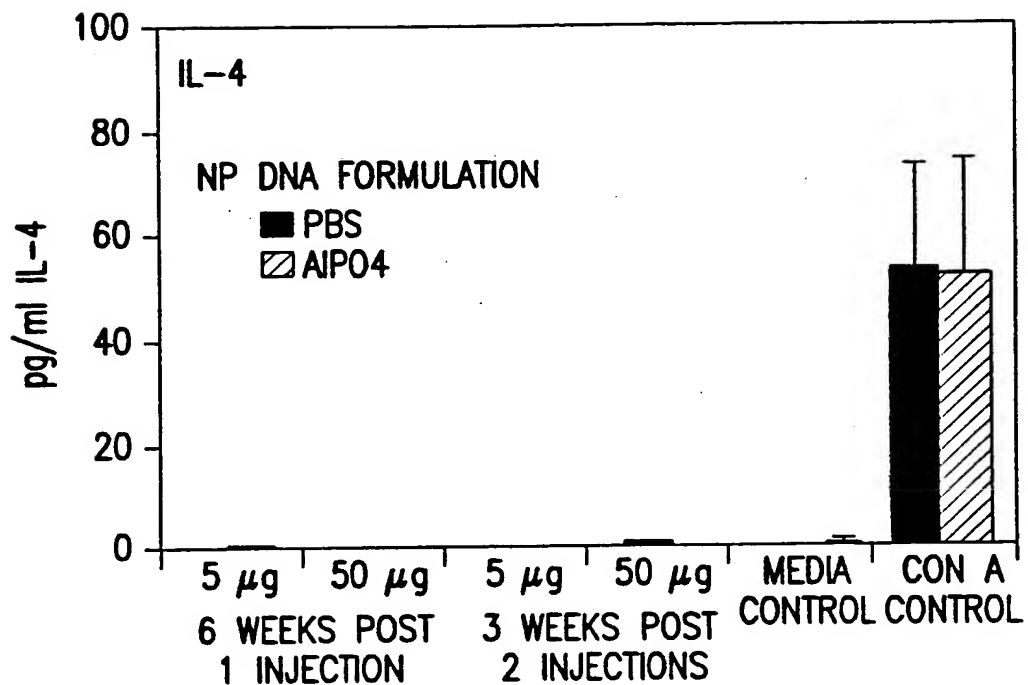 100
80
60
40
20
0
pg/ml IL-4
IL-4
NP DNA FORMULATION
PBS
AlPO4
5 μg
50 μg
5 μg
50 μg
MEDIA
CONTROL
CON A
CONTROL
6 WEEKS POST
1 INJECTION
3 WEEKS POST
2 INJECTIONS